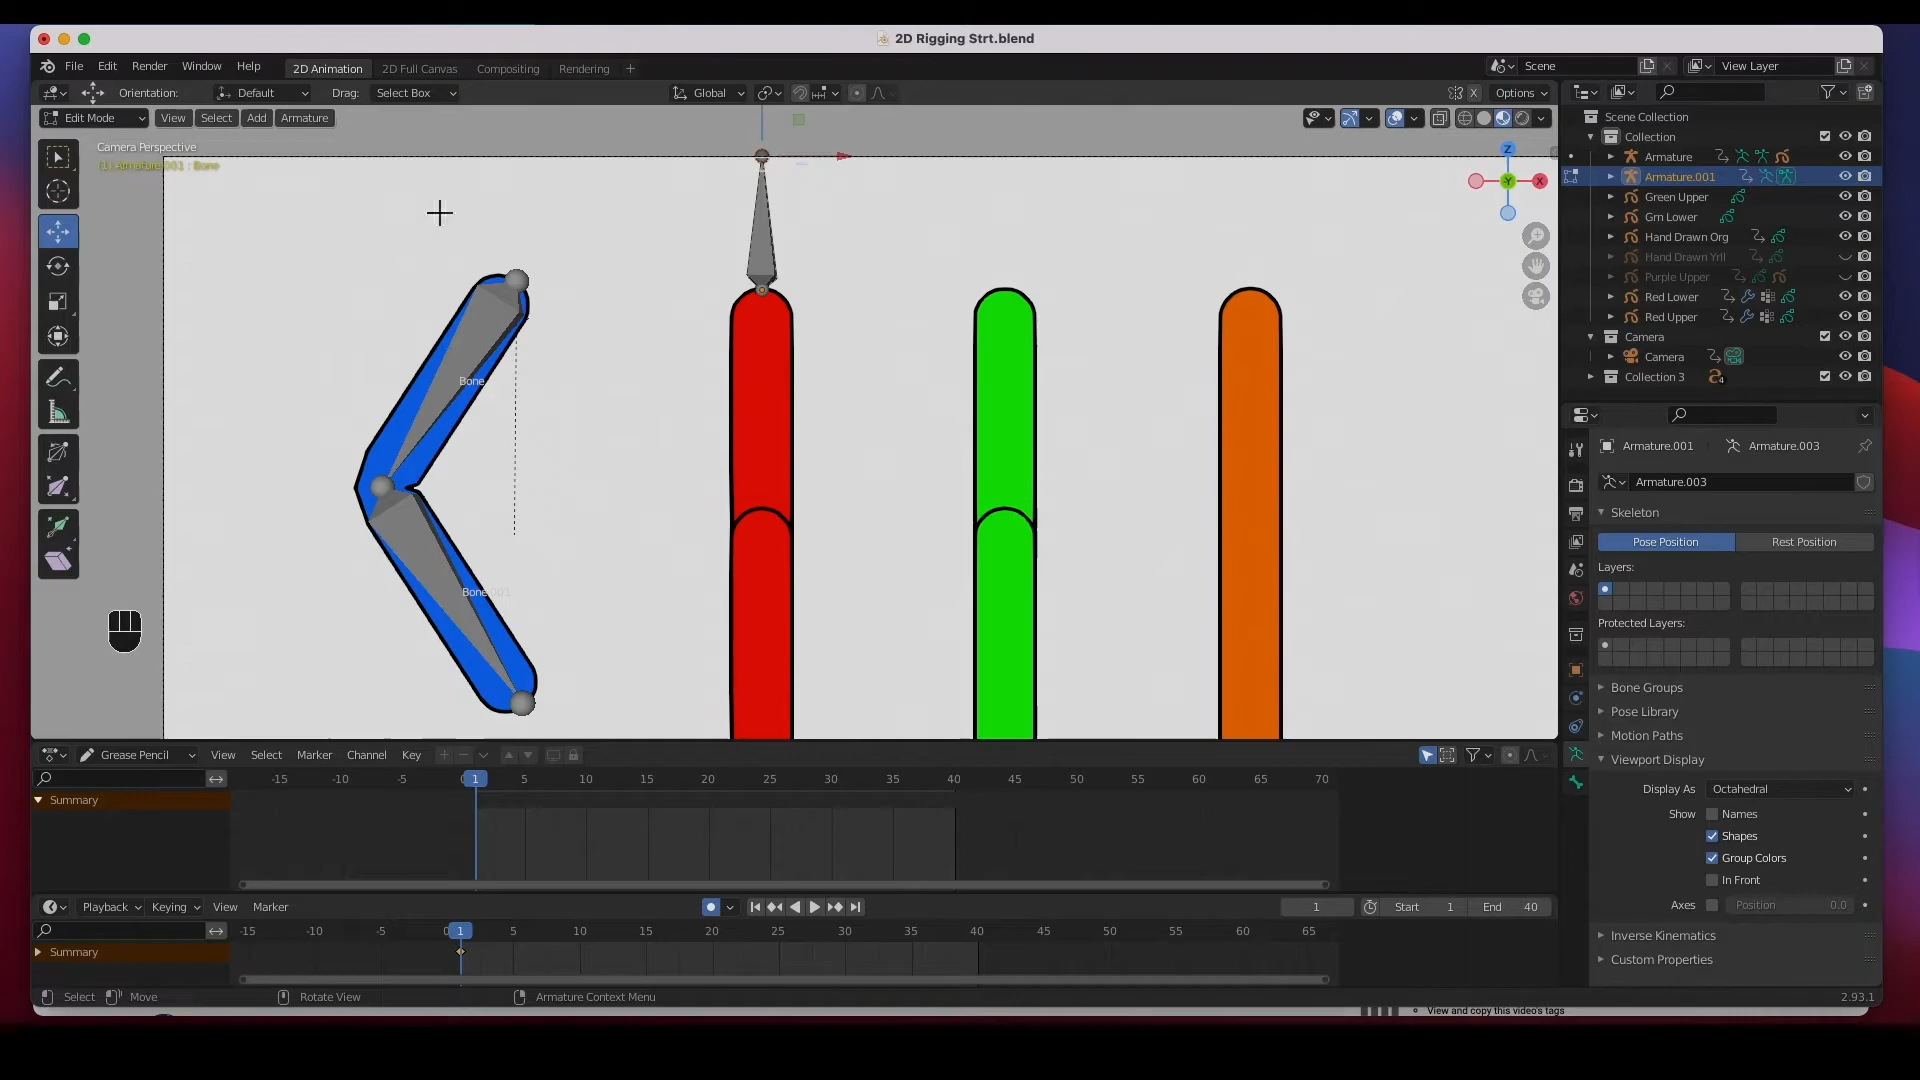 2D Rigging Strt.blend
File Edit Render Window Help 2D Animation 2D Full Canvas Compositing Rendering + Scene View Layer
Orientation: Default Drag: Select Box Global X Options
Edit Mode View Select Add Armature
Camera Perspective
(1) Armature.001 : Bone
Z
Y
X
Bone
Bone.001
Scene Collection
Collection
Armature
Armature.001
Green Upper
Grn Lower
Hand Drawn Org
Hand Drawn Yrll
Purple Upper
Red Lower
Red Upper
Camera
Camera
Collection 3 4
Armature.001 Armature.003
Armature.003
Skeleton
Pose Position Rest Position
Layers:
Protected Layers:
Bone Groups
Pose Library
Motion Paths
Viewport Display
Display As Octahedral
Show Names
Shapes
Group Colors
In Front
Axes Position 0.0
Inverse Kinematics
Custom Properties
Grease Pencil View Select Marker Channel Key
-15 -10 -5 0 1 5 10 15 20 25 30 35 40 45 50 55 60 65 70
Summary
Playback Keying View Marker 1 Start 1 End 40
-15 -10 -5 0 1 5 10 15 20 25 30 35 40 45 50 55 60 65
Summary
Select Move Rotate View Armature Context Menu 2.93.1
View and copy this video's tags